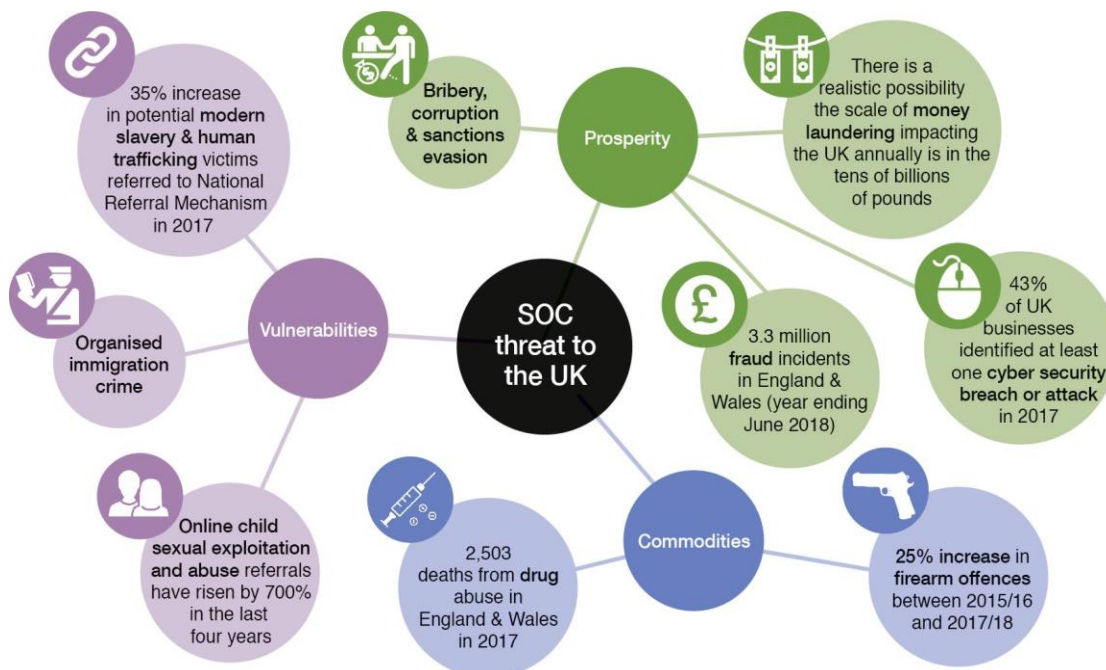 35% increase
in potential modern
slavery & human
trafficking victims
referred to National
Referral Mechanism
in 2017
Bribery,
corruption
& sanctions
evasion
Prosperity
There is a
realistic possibility
the scale of money
laundering impacting
the UK annually is in the
tens of billions
of pounds
Organised
immigration
crime
Vulnerabilities
SOC
threat to
the UK
3.3 million
fraud incidents
in England &
Wales (year ending
June 2018)
43%
of UK
businesses
identified at least
one cyber security
breach or attack
in 2017
Online child
sexual exploitation
and abuse referrals
have risen by 700%
in the last
four years
2,503
deaths from drug
abuse in
England & Wales
in 2017
Commodities
25% increase in
firearm offences
between 2015/16
and 2017/18